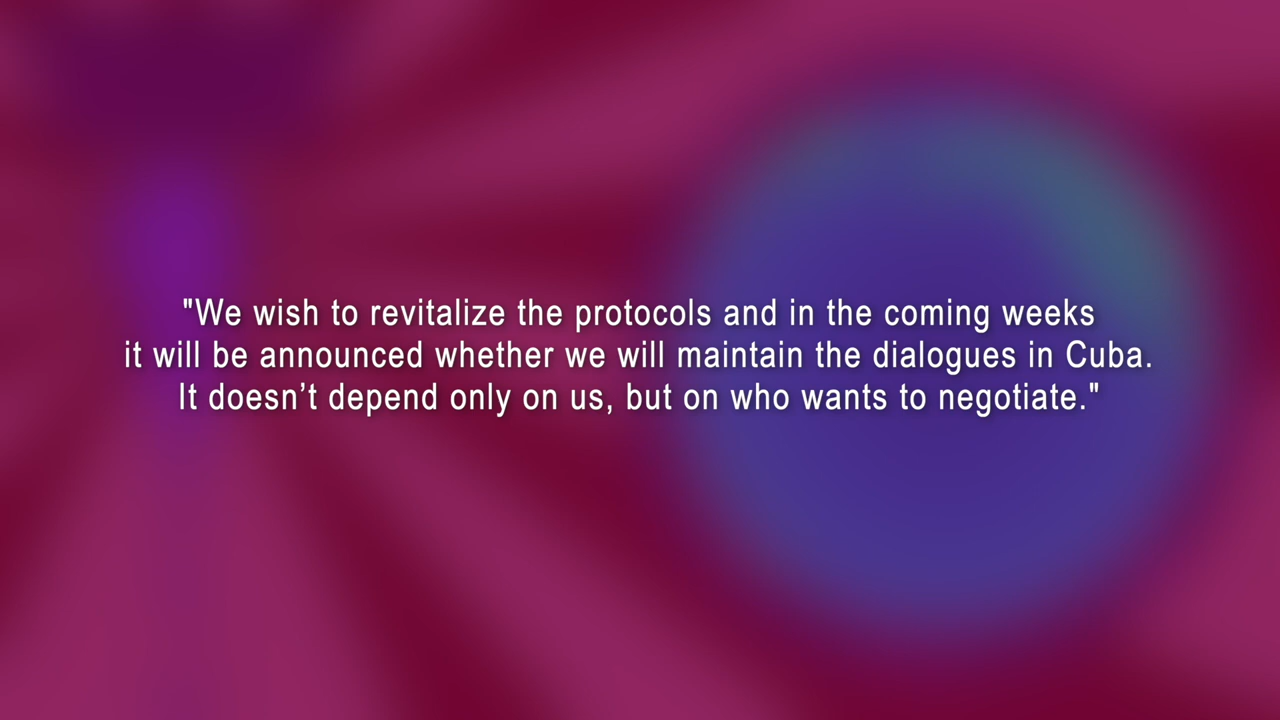 "We wish to revitalize the protocols and in the coming weeks
it will be announced whether we will maintain the dialogues in Cuba.
It doesn’t depend only on us, but on who wants to negotiate."